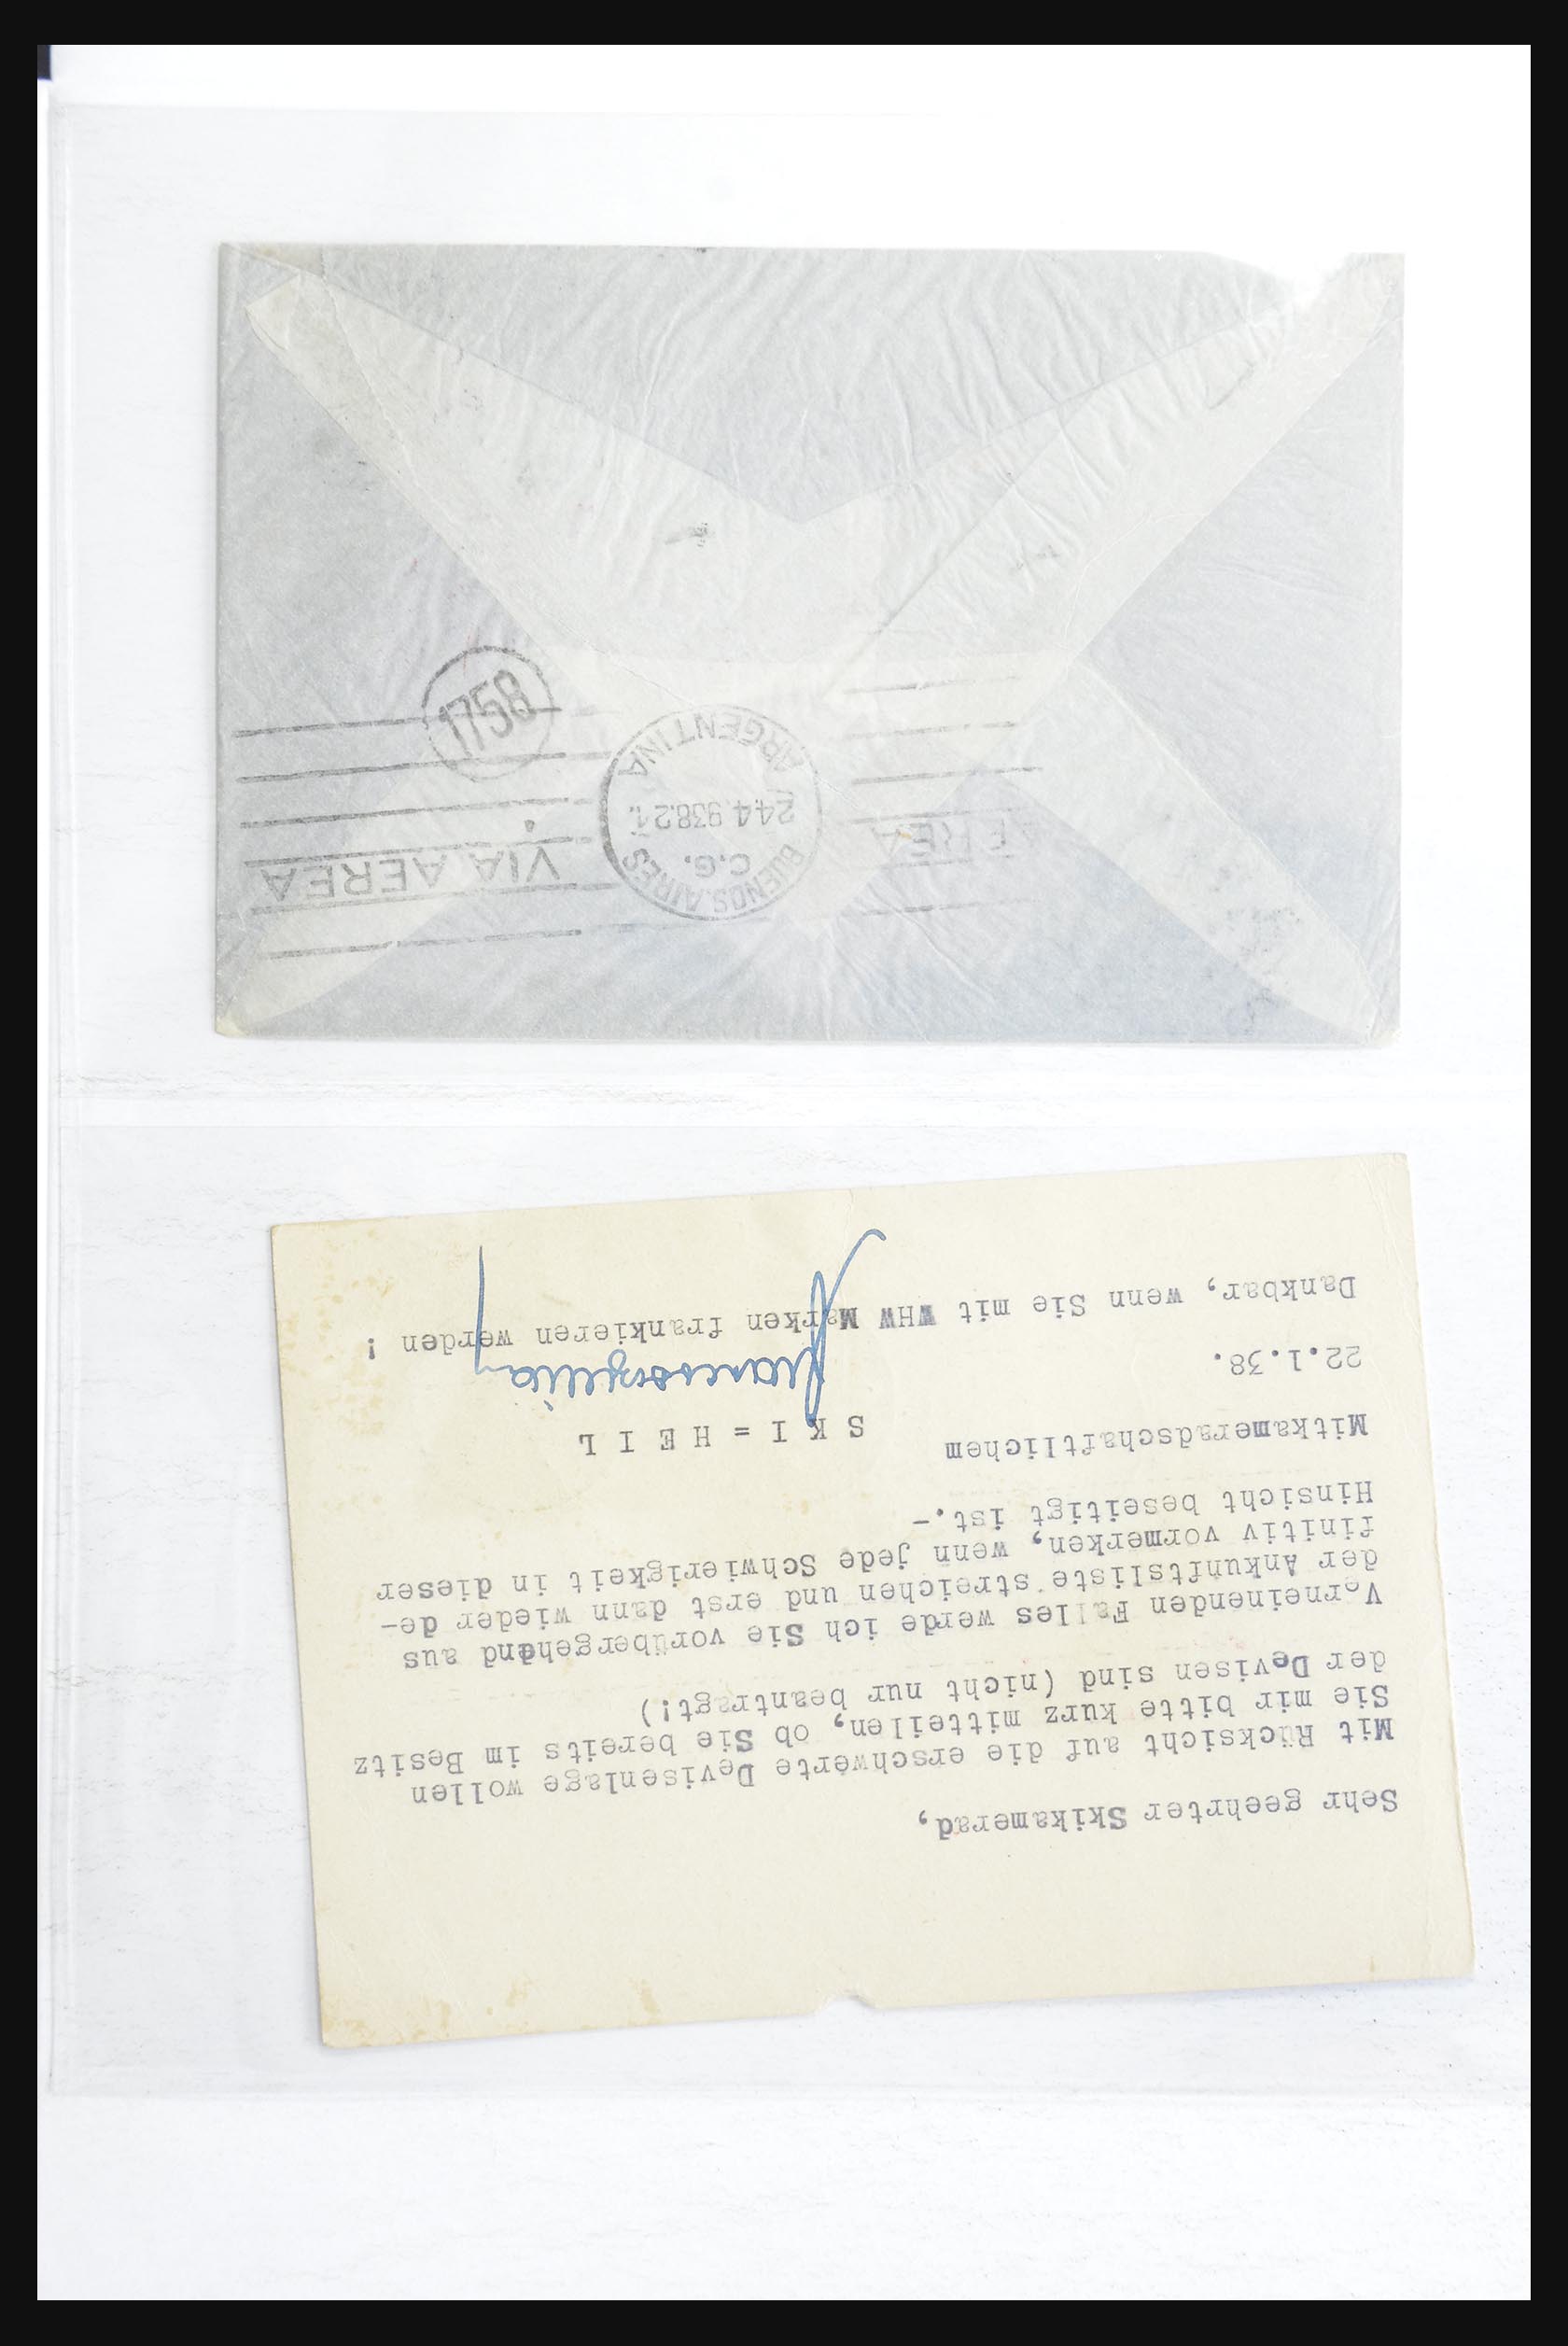 1758
ARGENTINA
24.4.938.21.
C.G.
BUENOS AIRES
VIA AEREA
AEREA
Sehr geehrter Skikamerad,
Mit Rücksicht auf die erschwerte Devisenlage wollen
Sie mir bitte kurz mitteilen, ob Sie bereits im Besitz
der Devisen sind (nicht nur beantragt!)
Verneinenden Falles werde ich Sie vorübergehend aus
der Ankunftsliste streichen und erst dann wieder de-
finitiv vormerken, wenn jede Schwierigkeit in dieser
Hinsicht beseitigt ist.-
Mitkameradschaftlichem
SKI=HEIL
22.1.38.
Dankbar, wenn Sie mit WHW Marken frankieren werden !